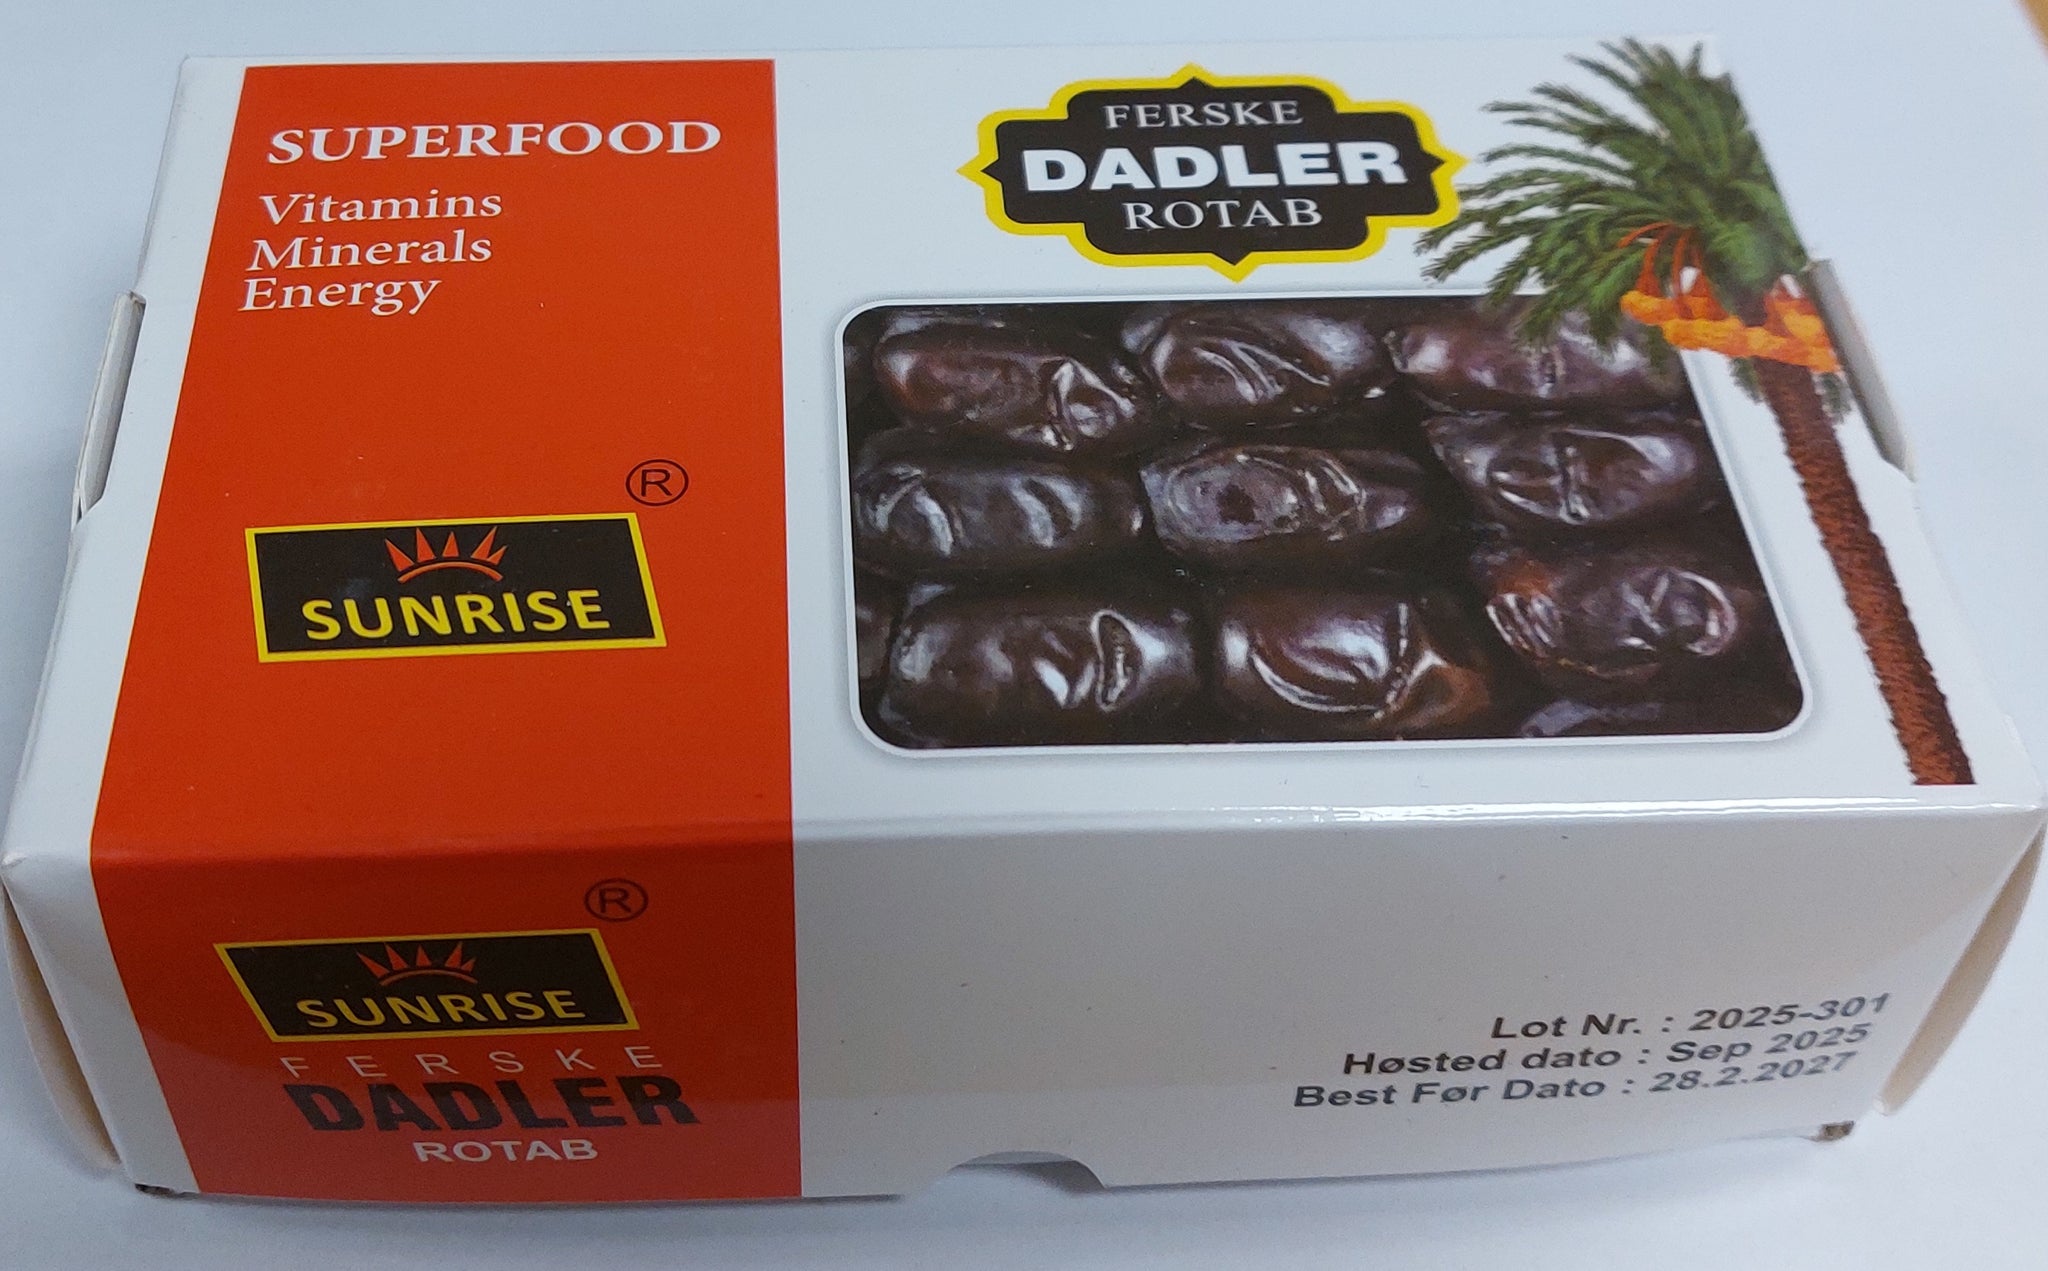 SUPERFOOD
Vitamins
Minerals
Energy
®
SUNRISE
FERSKE
DADLER
ROTAB
®
SUNRISE
FERSKE
DADLER
ROTAB
Lot Nr. : 2025-301
Høsted dato : Sep 2025
Best Før Dato : 28.2.2027